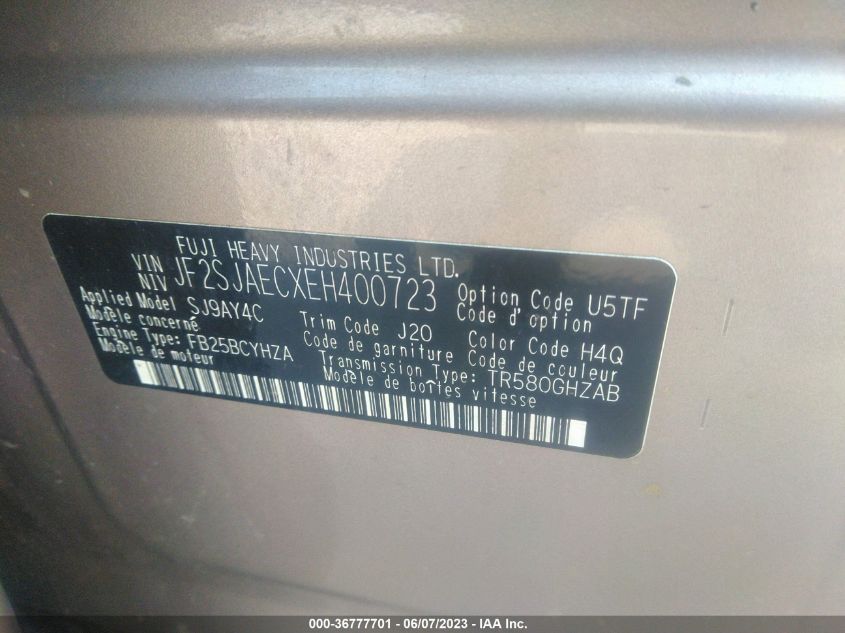 FUJI HEAVY INDUSTRIES LTD.
VIN
NIV JF2SJAECXEH400723
Option Code U5TF
Code d'option
Applied Model SJ9AY4C
Modèle concerné
Trim Code J20
Code de garniture
Color Code H4Q
Code de couleur
Engine Type: FB25BCYHZA
Modèle de moteur
Transmission Type: TR580GHZAB
Modèle de boîtes vitesse
000-36777701 - 06/07/2023 - IAA Inc.